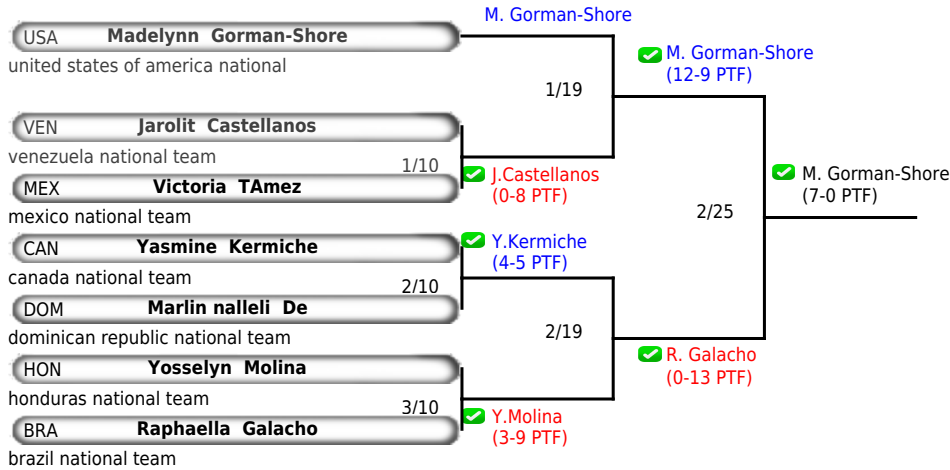 M. Gorman-Shore
USA Madelynn Gorman-Shore
united states of america national
M. Gorman-Shore
(12-9 PTF)
1/19
VEN Jarolit Castellanos
venezuela national team
1/10
J.Castellanos
(0-8 PTF)
MEX Victoria TAmez
mexico national team
M. Gorman-Shore
(7-0 PTF)
2/25
CAN Yasmine Kermiche
canada national team
Y.Kermiche
(4-5 PTF)
2/10
DOM Marlin nalleli De
dominican republic national team
2/19
R. Galacho
(0-13 PTF)
HON Yosselyn Molina
honduras national team
3/10
Y.Molina
(3-9 PTF)
BRA Raphaella Galacho
brazil national team